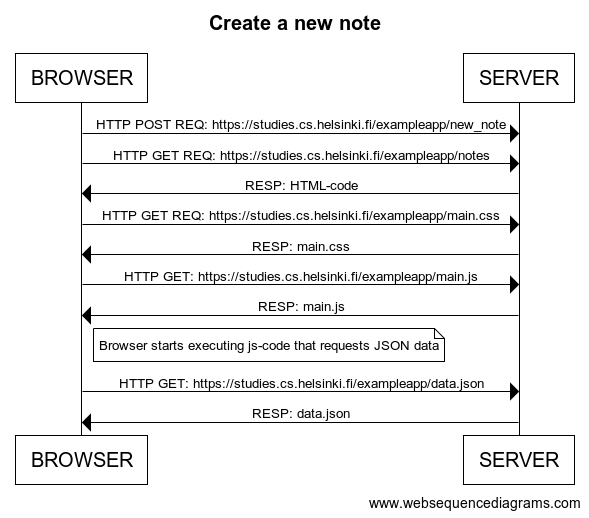 Create a new note
BROWSER
SERVER
HTTP POST REQ: https://studies.cs.helsinki.fi/exampleapp/new_note
HTTP GET REQ: https://studies.cs.helsinki.fi/exampleapp/notes
RESP: HTML-code
HTTP GET REQ: https://studies.cs.helsinki.fi/exampleapp/main.css
RESP: main.css
HTTP GET: https://studies.cs.helsinki.fi/exampleapp/main.js
RESP: main.js
Browser starts executing js-code that requests JSON data
HTTP GET: https://studies.cs.helsinki.fi/exampleapp/data.json
RESP: data.json
BROWSER
SERVER
www.websequencediagrams.com